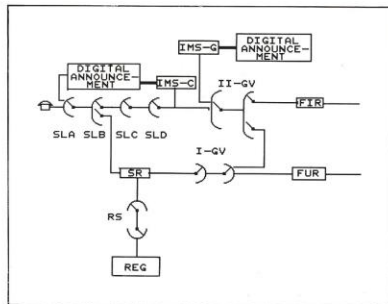 DIGITAL
ANNOUNCE-
MENT
IMS-G
DIGITAL
ANNOUNCE-
MENT
IMS-C
II-GV
FIR
SLA
SLB
SLC
SLD
I-GV
SR
FUR
RS
REG